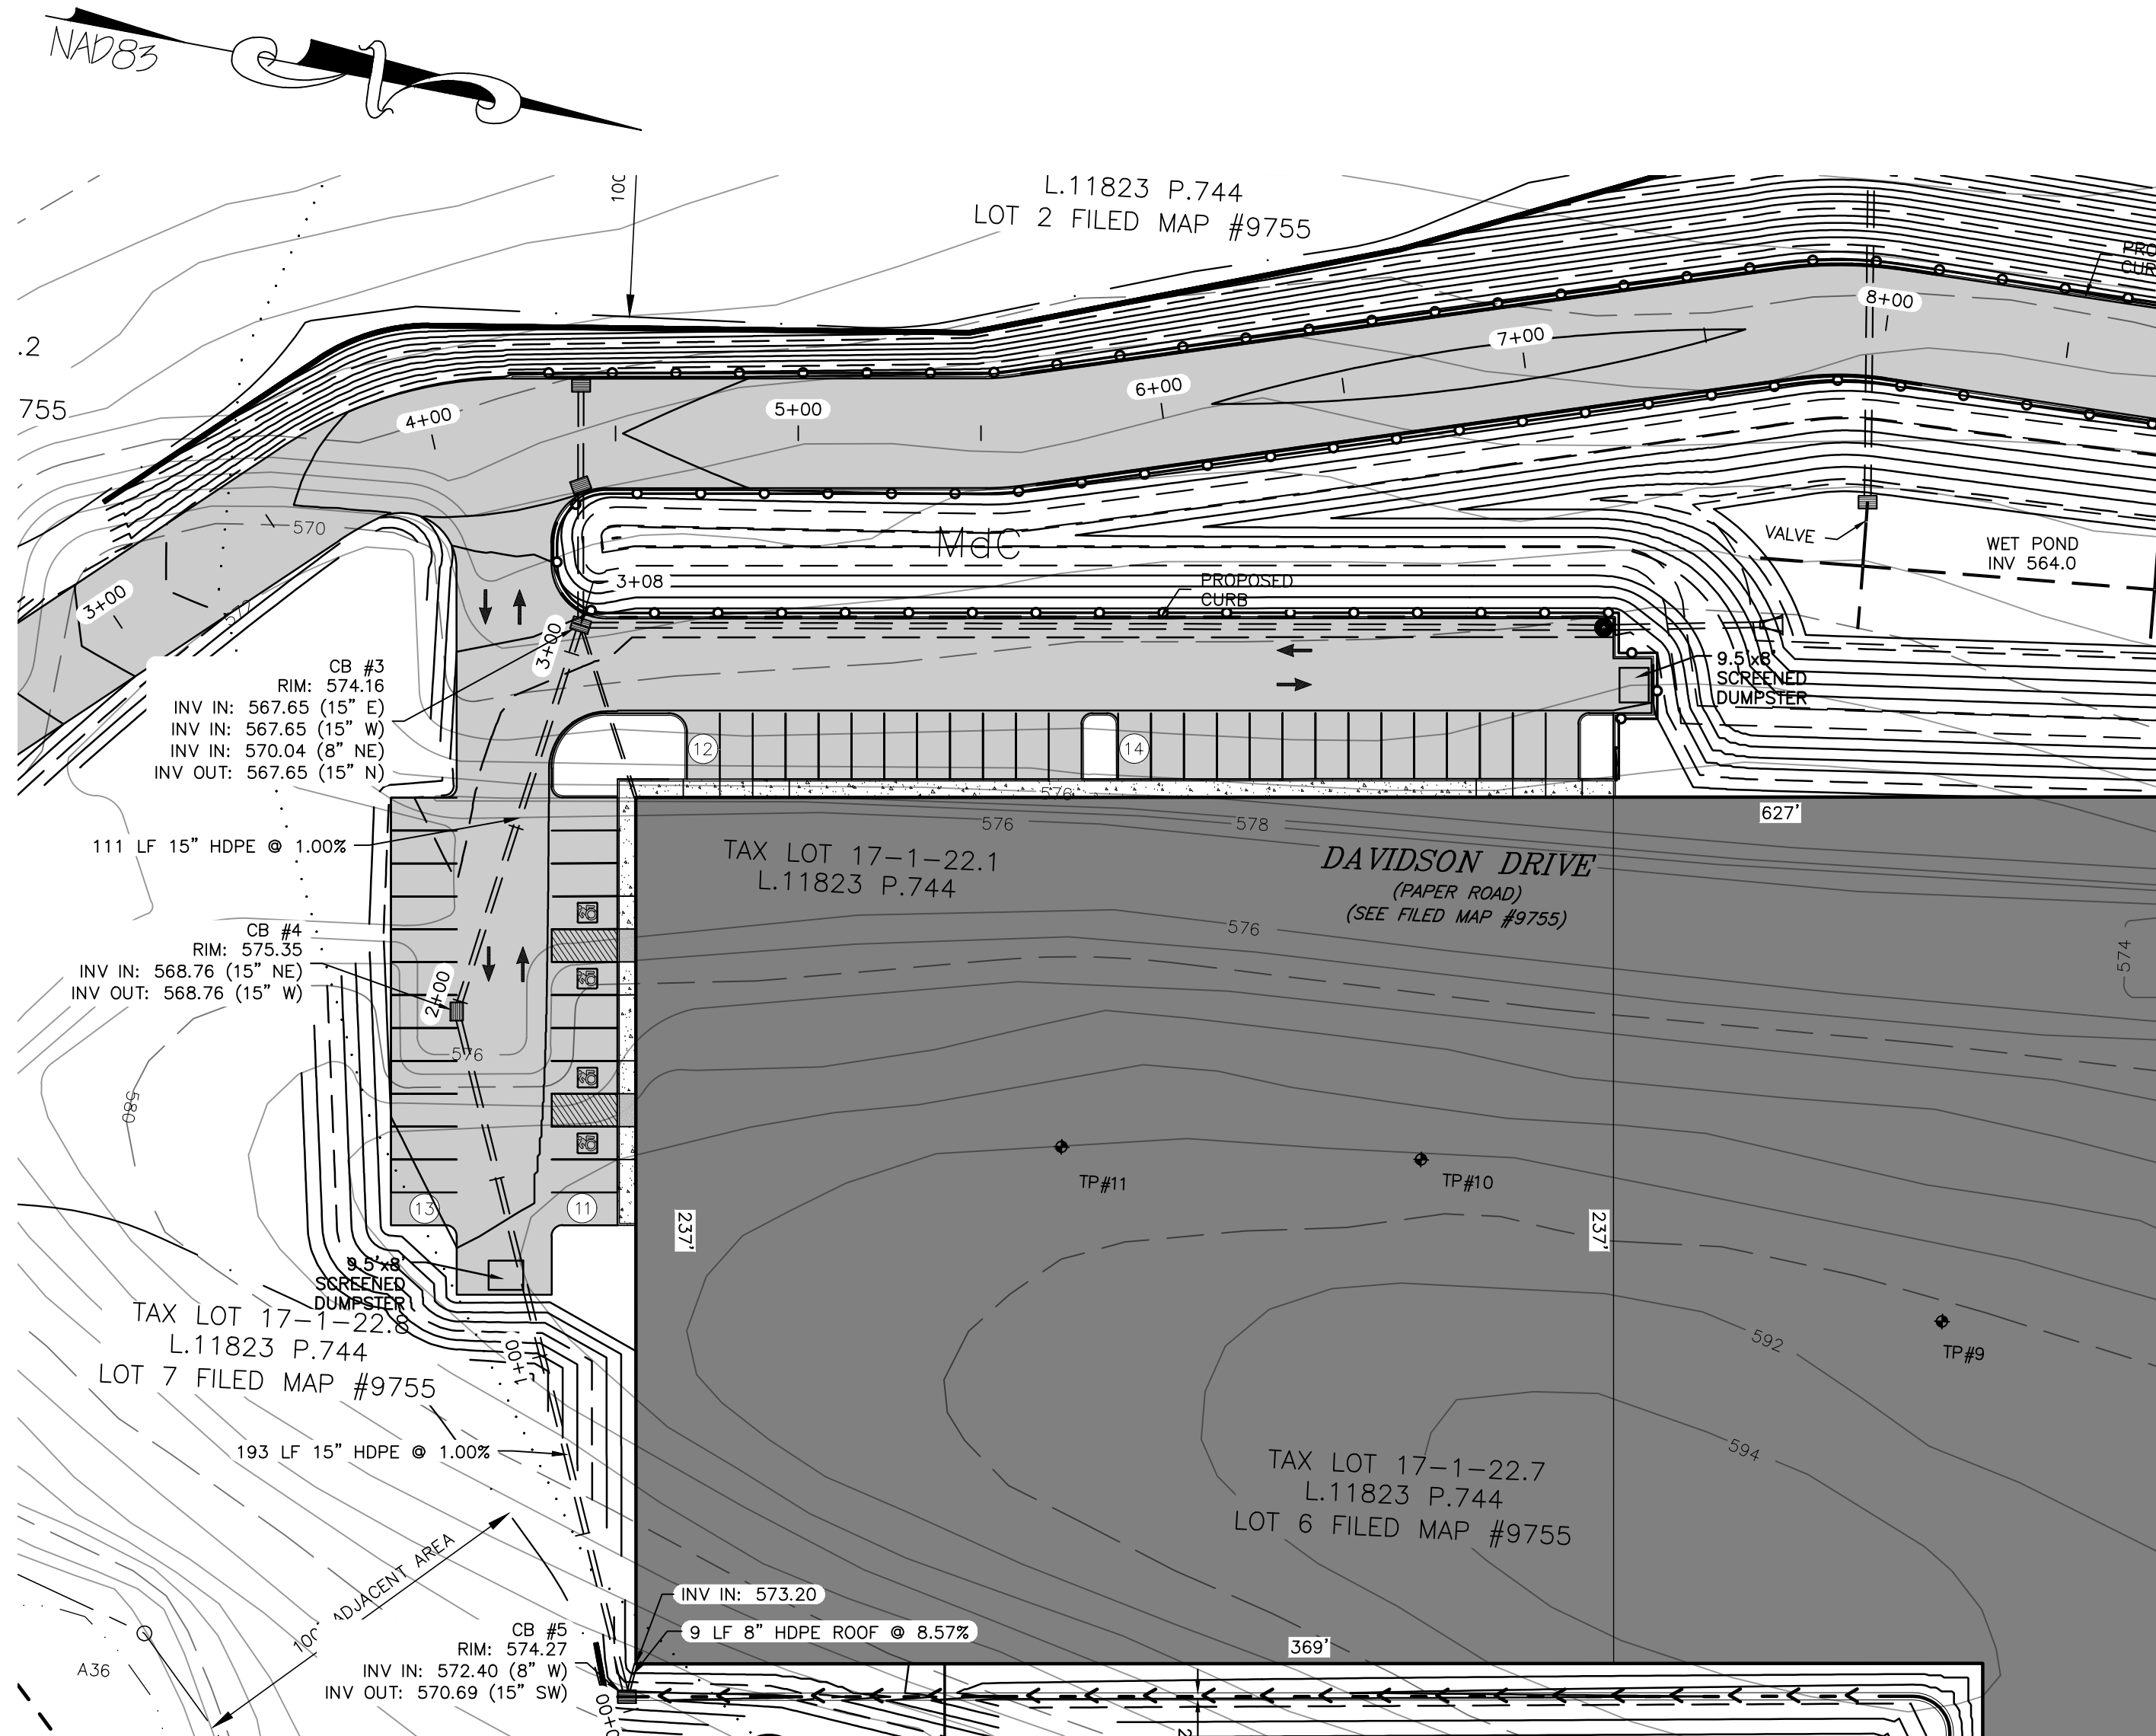 NAD83
100
L.11823 P.744
LOT 2 FILED MAP #9755
.2
755
PRO
CUR
8+00
7+00
6+00
5+00
4+00
3+00
570
572
MdC
VALVE
WET POND
INV 564.0
3+08
PROPOSED
CURB
3+00
9.5'x8'
SCREENED
DUMPSTER
CB #3
RIM: 574.16
INV IN: 567.65 (15" E)
INV IN: 567.65 (15" W)
INV IN: 570.04 (8" NE)
INV OUT: 567.65 (15" N)
12
14
576
627'
111 LF 15" HDPE @ 1.00%
576
578
TAX LOT 17-1-22.1
L.11823 P.744
DAVIDSON DRIVE
(PAPER ROAD)
(SEE FILED MAP #9755)
576
574
CB #4
RIM: 575.35
INV IN: 568.76 (15" NE)
INV OUT: 568.76 (15" W)
2+00
576
580
TP#11
TP#10
TP#9
13
11
237'
237'
9.5'x8'
SCREENED
DUMPSTER
TAX LOT 17-1-22.8
L.11823 P.744
LOT 7 FILED MAP #9755
1+00
592
594
193 LF 15" HDPE @ 1.00%
TAX LOT 17-1-22.7
L.11823 P.744
LOT 6 FILED MAP #9755
100' ADJACENT AREA
INV IN: 573.20
9 LF 8" HDPE ROOF @ 8.57%
369'
CB #5
RIM: 574.27
INV IN: 572.40 (8" W)
INV OUT: 570.69 (15" SW)
A36
00+0
2